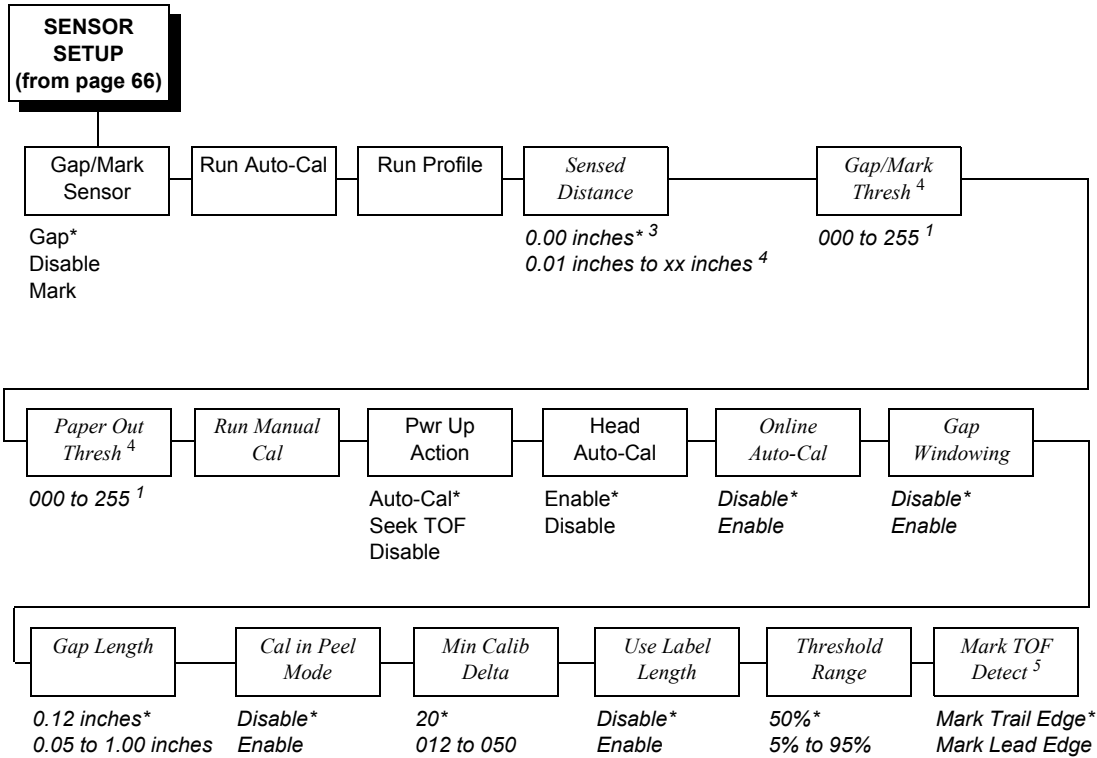 SENSOR
SETUP
(from page 66)
Gap/Mark
Sensor
Gap*
Disable
Mark
Run Auto-Cal
Run Profile
Sensed
Distance
0.00 inches* 3
0.01 inches to xx inches 4
Gap/Mark
Thresh 4
000 to 255 1
Paper Out
Thresh 4
000 to 255 1
Run Manual
Cal
Pwr Up
Action
Auto-Cal*
Seek TOF
Disable
Head
Auto-Cal
Enable*
Disable
Online
Auto-Cal
Disable*
Enable
Gap
Windowing
Disable*
Enable
Gap Length
0.12 inches*
0.05 to 1.00 inches
Cal in Peel
Mode
Disable*
Enable
Min Calib
Delta
20*
012 to 050
Use Label
Length
Disable*
Enable
Threshold
Range
50%*
5% to 95%
Mark TOF
Detect 5
Mark Trail Edge*
Mark Lead Edge